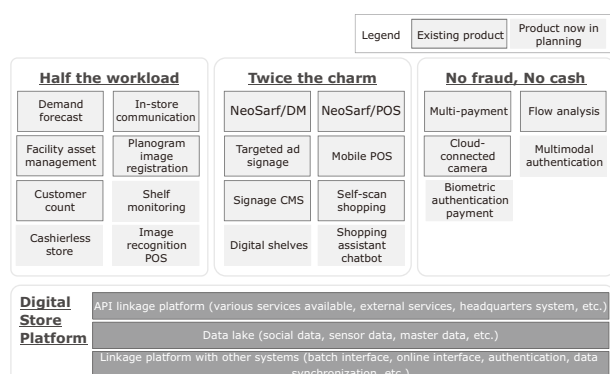 Legend
Existing product
Product now in
planning
Half the workload
Demand
forecast
In-store
communication
Facility asset
management
Planogram
image
registration
Customer
count
Shelf
monitoring
Cashierless
store
Image
recognition
POS
Twice the charm
NeoSarf/DM
NeoSarf/POS
Targeted ad
signage
Mobile POS
Signage CMS
Self-scan
shopping
Digital shelves
Shopping
assistant
chatbot
No fraud, No cash
Multi-payment
Flow analysis
Cloud-
connected
camera
Multimodal
authentication
Biometric
authentication
payment
Digital
Store
Platform
API linkage platform (various services available, external services, headquarters system, etc.)
Data lake (social data, sensor data, master data, etc.)
Linkage platform with other systems (batch interface, online interface, authentication, data
synchronization, etc.)